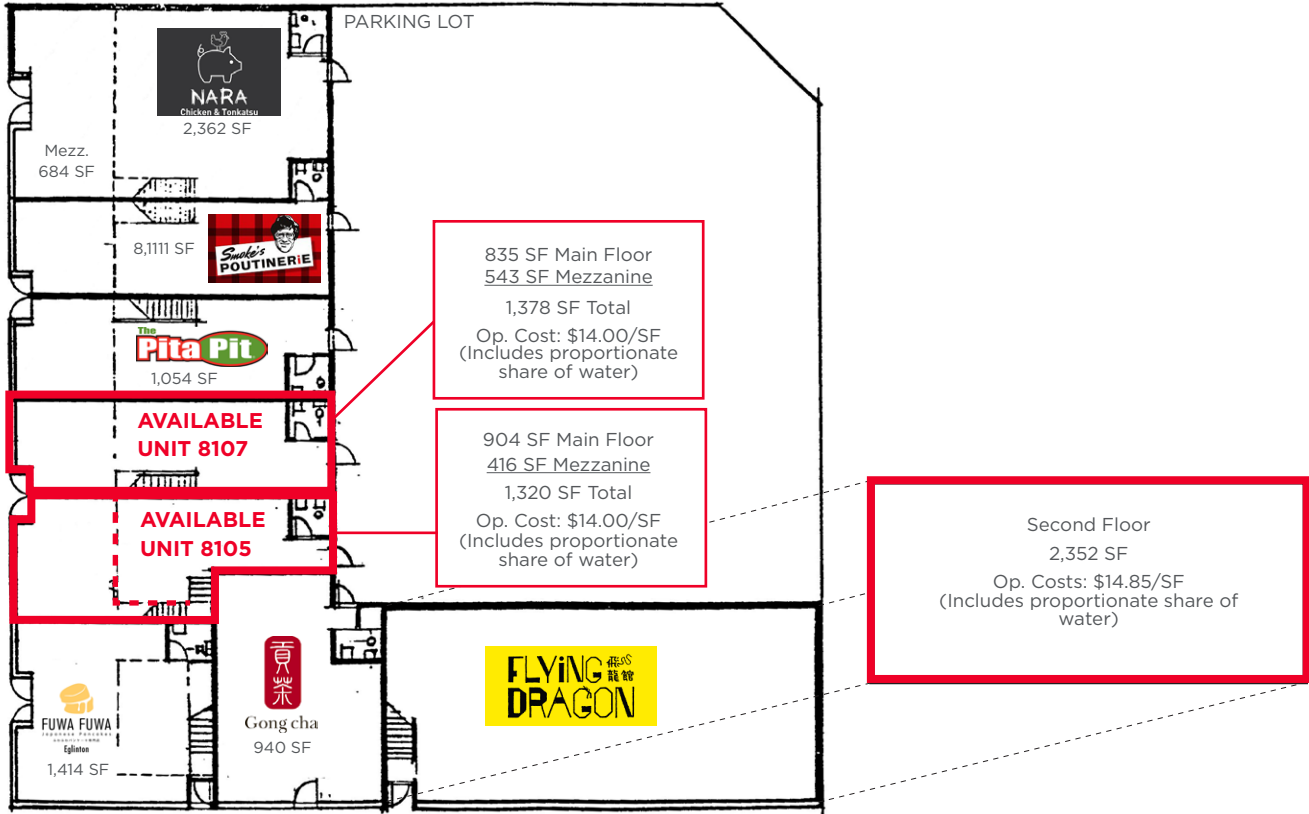 PARKING LOT
NARA
Chicken & Tonkatsu
2,362 SF
Mezz.
684 SF
8,1111 SF
Smoke's
POUTINERiE
The
Pita Pit
1,054 SF
AVAILABLE
UNIT 8107
AVAILABLE
UNIT 8105
835 SF Main Floor
543 SF Mezzanine
1,378 SF Total
Op. Cost: $14.00/SF
(Includes proportionate
share of water)
904 SF Main Floor
416 SF Mezzanine
1,320 SF Total
Op. Cost: $14.00/SF
(Includes proportionate
share of water)
Second Floor
2,352 SF
Op. Costs: $14.85/SF
(Includes proportionate share of
water)
FUWA FUWA
Japanese Pancakes
Eglinton
1,414 SF
貢茶
Gong cha
940 SF
FLYiNG 飛龍館
DRAGON